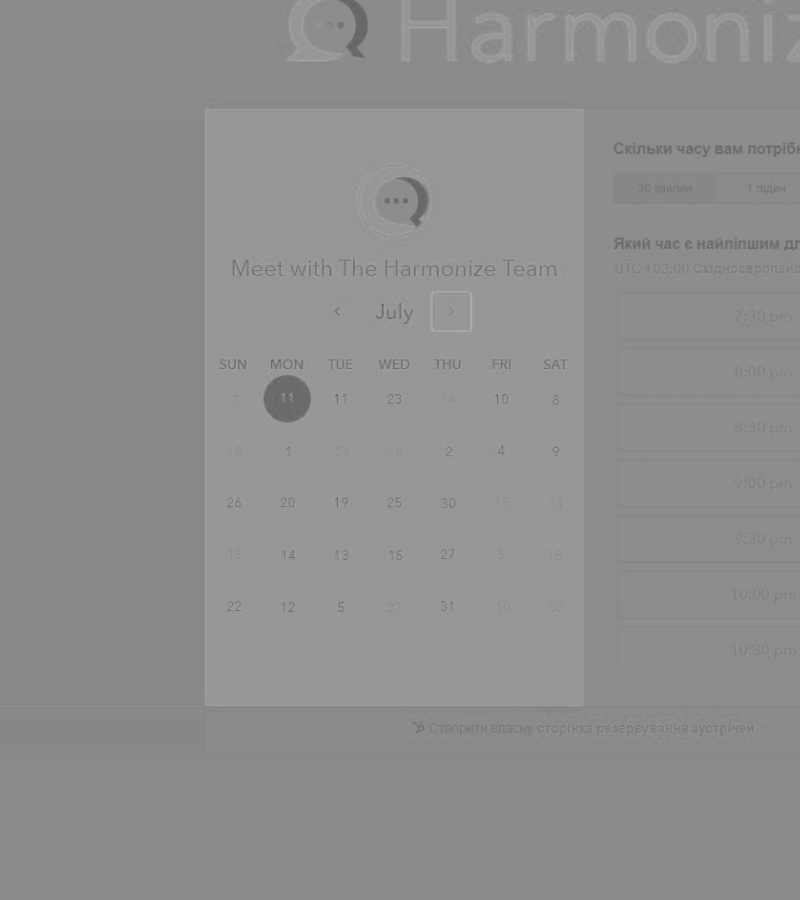 Harmoniz
Meet with The Harmonize Team
July
SUN MON TUE WED THU FRI SAT
3 11 11 23 14 10 8
18 1 24 16 2 4 9
26 20 19 25 30 15 31
15 14 13 15 27 5 18
22 12 5 27 31 10 30
Скільки часу вам потрібн
30 хвилин 1 годин
Який час є найліпшим дл
UTC +03:00 Східноєвропейс
7:30 pm
8:00 pm
8:30 pm
9:00 pm
9:30 pm
10:00 pm
10:30 pm
Створити власну сторінка резервування зустрічей